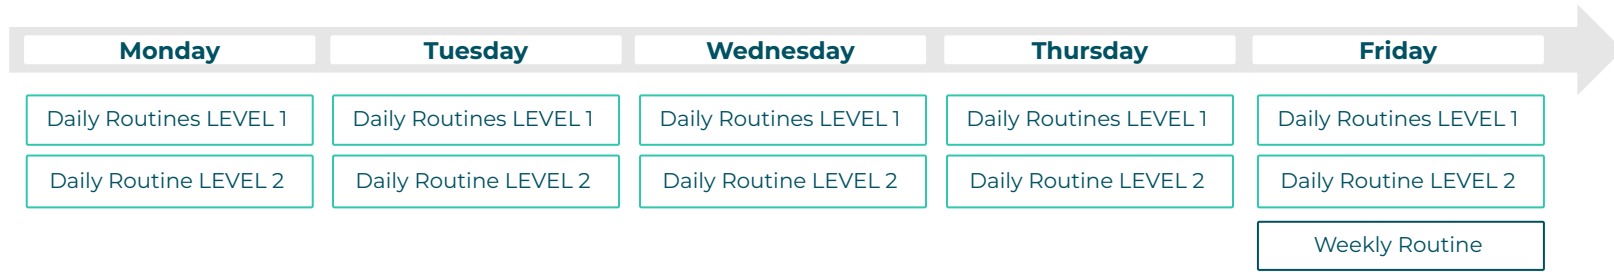 Monday Tuesday Wednesday Thursday Friday
Daily Routines LEVEL 1 Daily Routines LEVEL 1 Daily Routines LEVEL 1 Daily Routines LEVEL 1 Daily Routines LEVEL 1
Daily Routine LEVEL 2 Daily Routine LEVEL 2 Daily Routine LEVEL 2 Daily Routine LEVEL 2 Daily Routine LEVEL 2
Weekly Routine